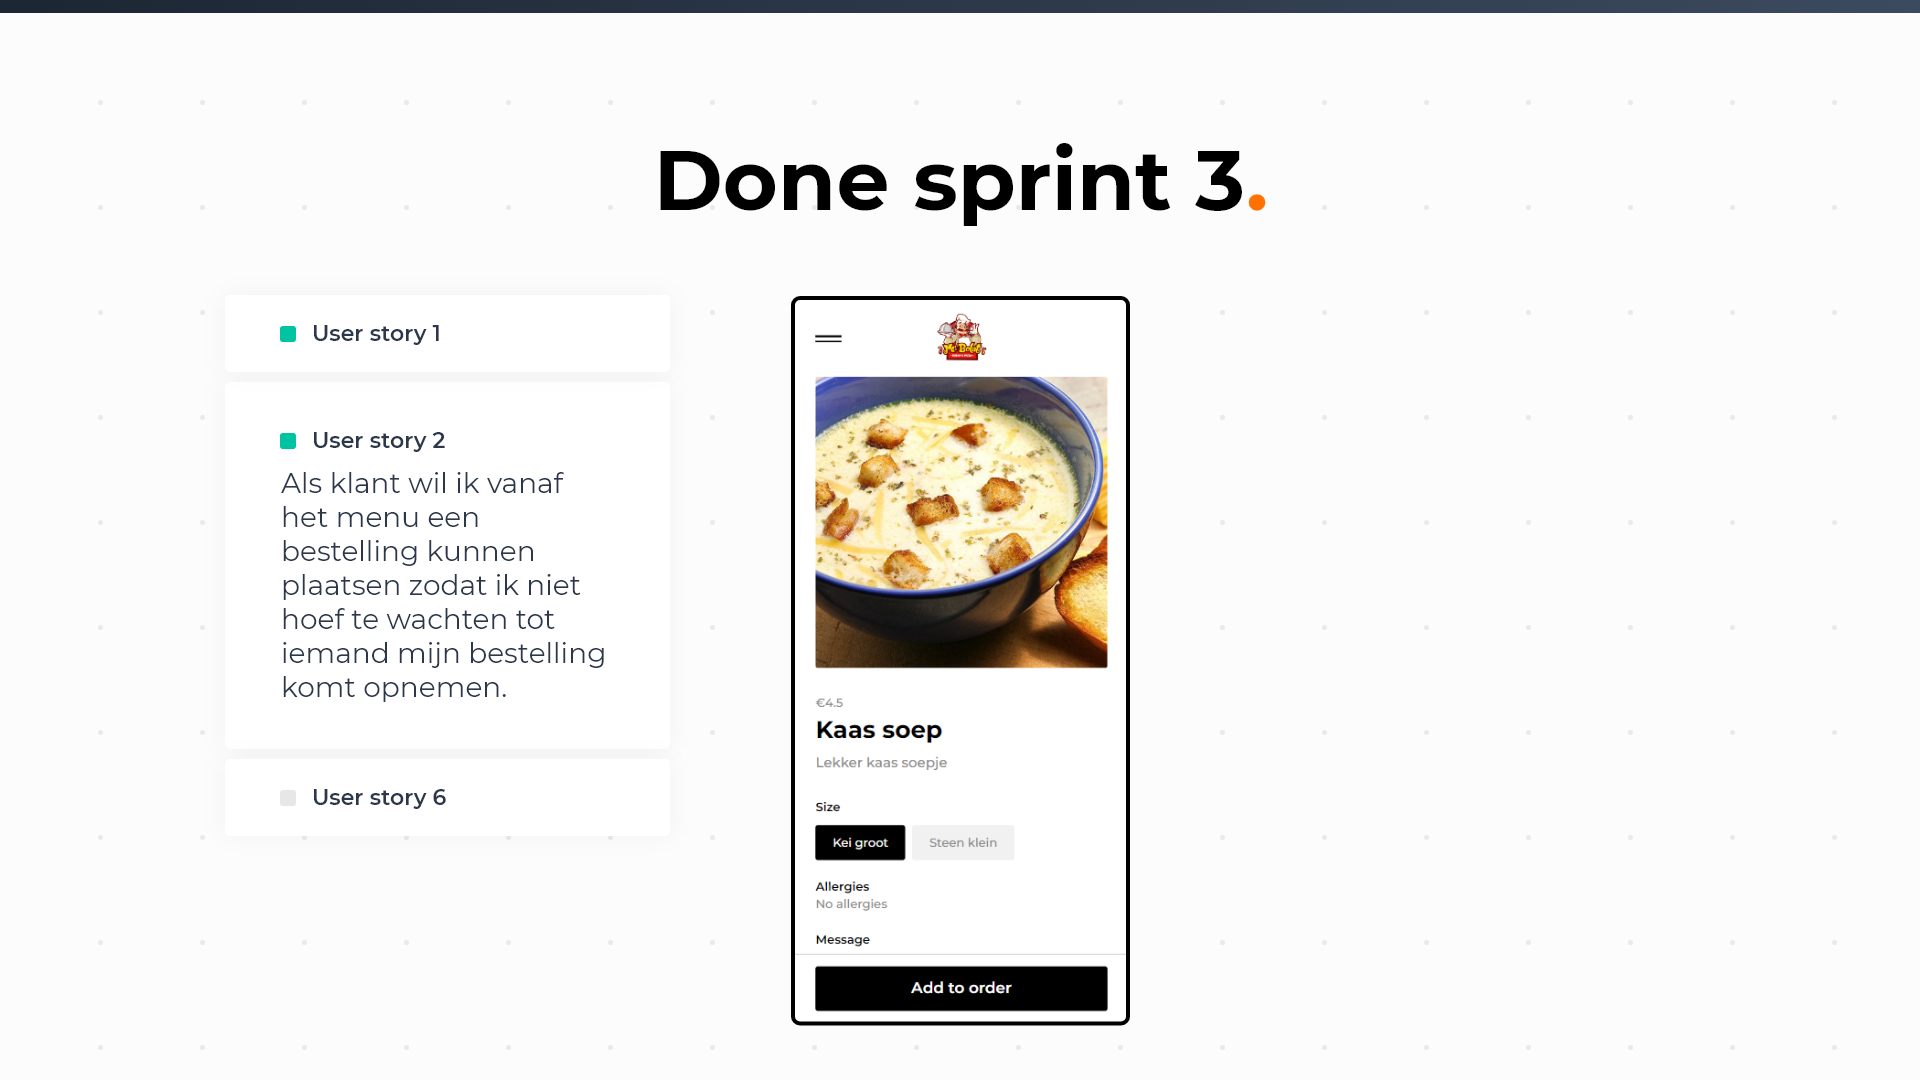 Done sprint 3.
User story 1
User story 2
Als klant wil ik vanaf
het menu een
bestelling kunnen
plaatsen zodat ik niet
hoef te wachten tot
iemand mijn bestelling
komt opnemen.
User story 6
€4.5
Kaas soep
Lekker kaas soepje
Size
Kei groot
Steen klein
Allergies
No allergies
Message
Add to order